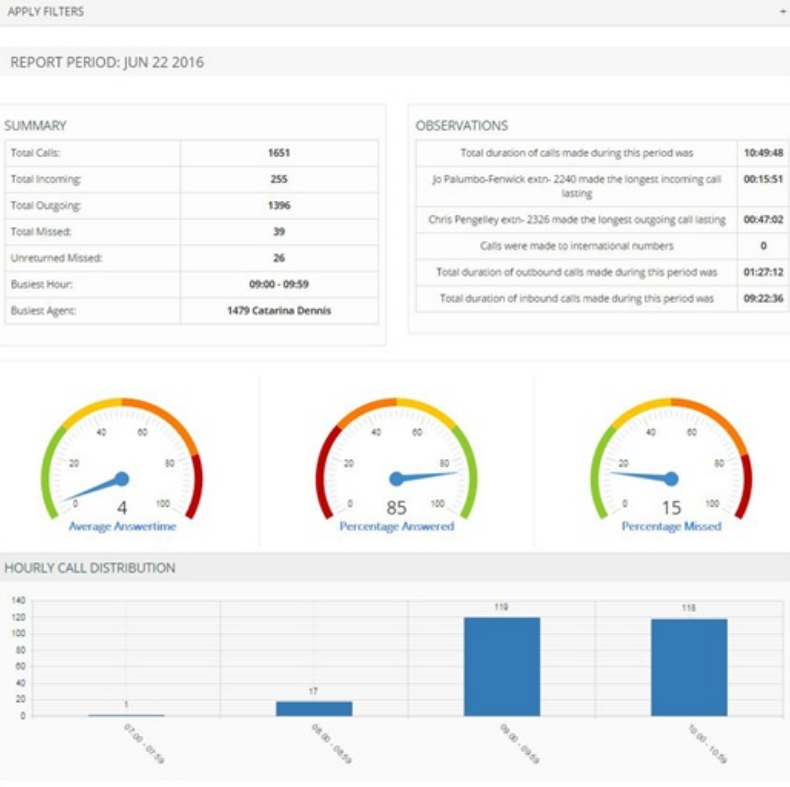 APPLY FILTERS +
REPORT PERIOD: JUN 22 2016
SUMMARY
Total Calls: 1651
Total Incoming: 255
Total Outgoing: 1396
Total Missed: 39
Unreturned Missed: 26
Busiest Hour: 09:00 - 09:59
Busiest Agent: 1479 Catarina Dennis
OBSERVATIONS
Total duration of calls made during this period was 10:49:48
Jo Palumbo-Fenwick extn- 2240 made the longest incoming call 00:15:51
lasting
Chris Pengelley extn- 2326 made the longest outgoing call lasting 00:47:02
Calls were made to international numbers 0
Total duration of outbound calls made during this period was 01:27:12
Total duration of inbound calls made during this period was 09:22:36
40 60
20 80
0 100
4
Average Answertime
40 60
20 80
0 100
85
Percentage Answered
40 60
20 80
0 100
15
Percentage Missed
HOURLY CALL DISTRIBUTION
140
120
100
80
60
40
20
0
1
17
119
118
07:00 - 07:59
08:00 - 08:59
09:00 - 09:59
10:00 - 10:59